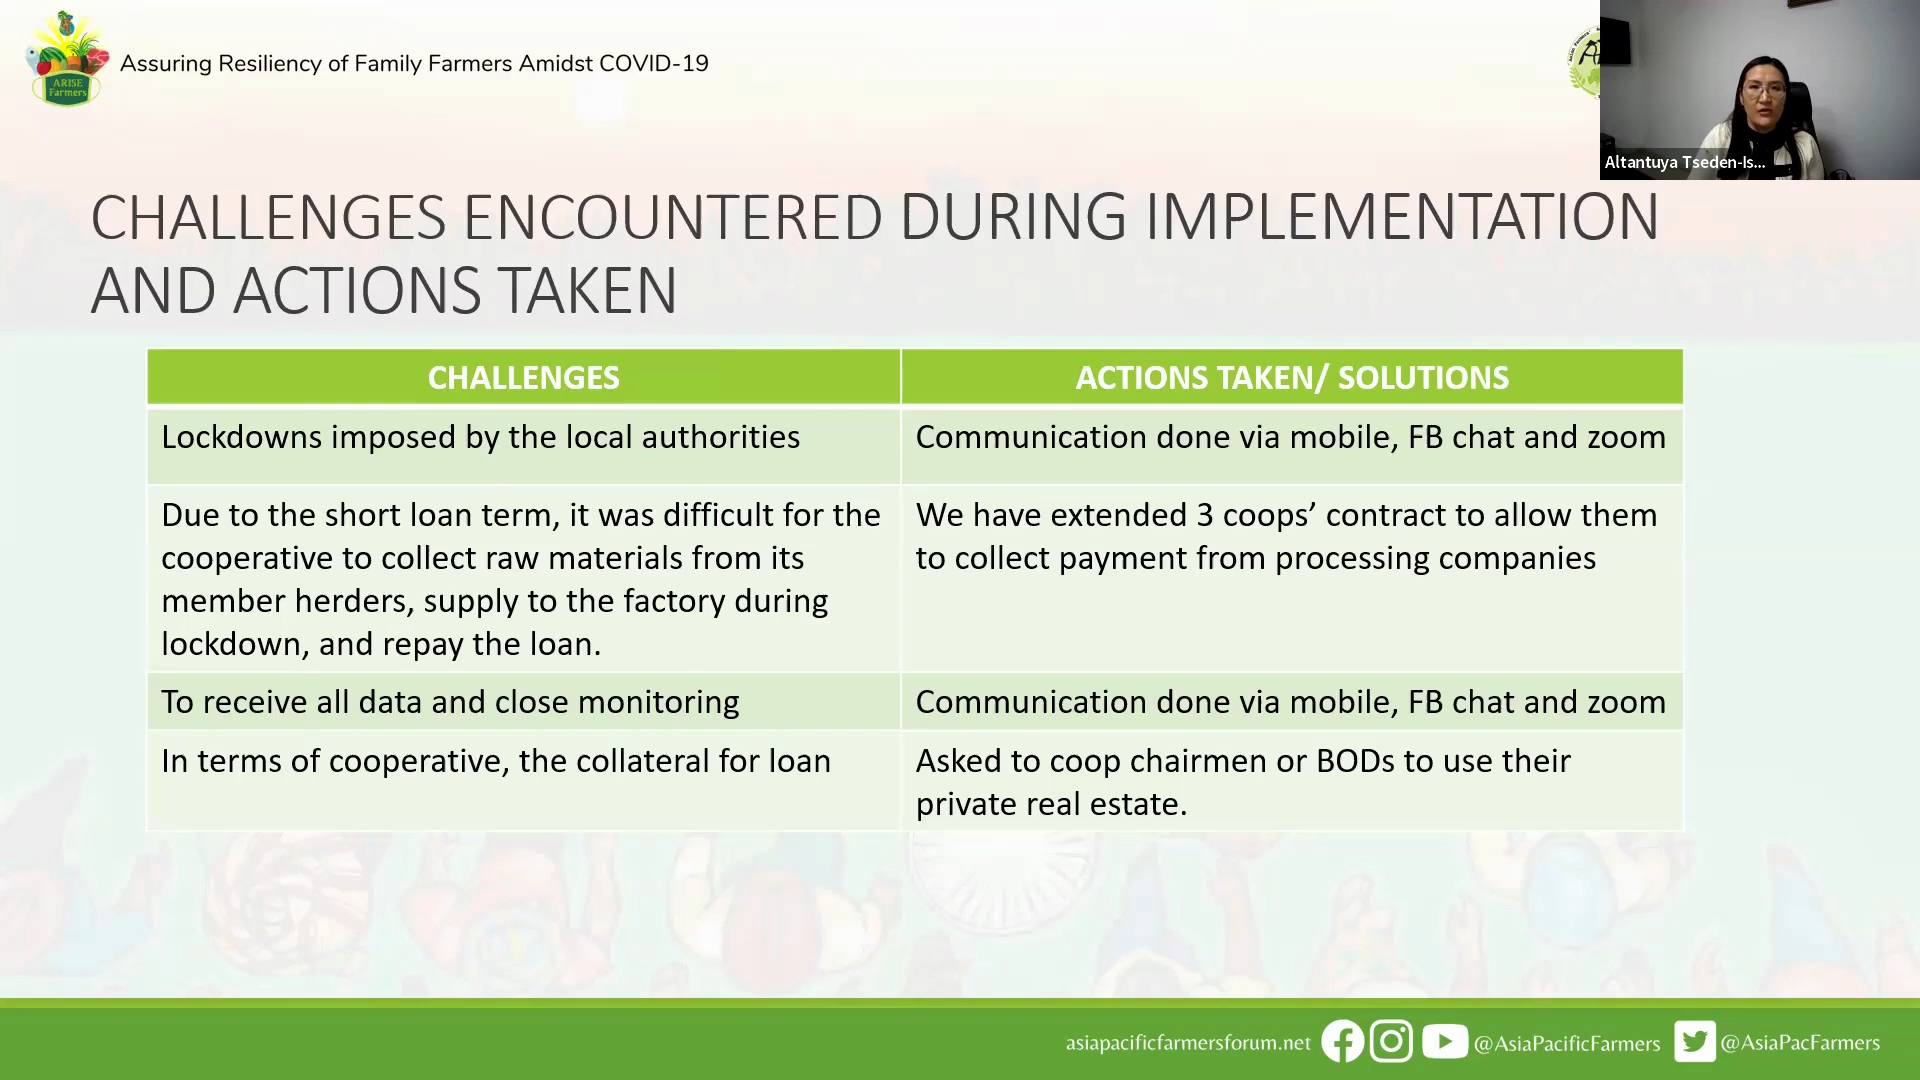 ARISE
Farmers
Assuring Resiliency of Family Farmers Amidst COVID-19
Altantuya Tseden-Is...
CHALLENGES ENCOUNTERED DURING IMPLEMENTATION
AND ACTIONS TAKEN
CHALLENGES
ACTIONS TAKEN/ SOLUTIONS
Lockdowns imposed by the local authorities
Communication done via mobile, FB chat and zoom
Due to the short loan term, it was difficult for the
cooperative to collect raw materials from its
member herders, supply to the factory during
lockdown, and repay the loan.
We have extended 3 coops’ contract to allow them
to collect payment from processing companies
To receive all data and close monitoring
Communication done via mobile, FB chat and zoom
In terms of cooperative, the collateral for loan
Asked to coop chairmen or BODs to use their
private real estate.
asiapacificfarmersforum.net
@AsiaPacificFarmers
@AsiaPacFarmers